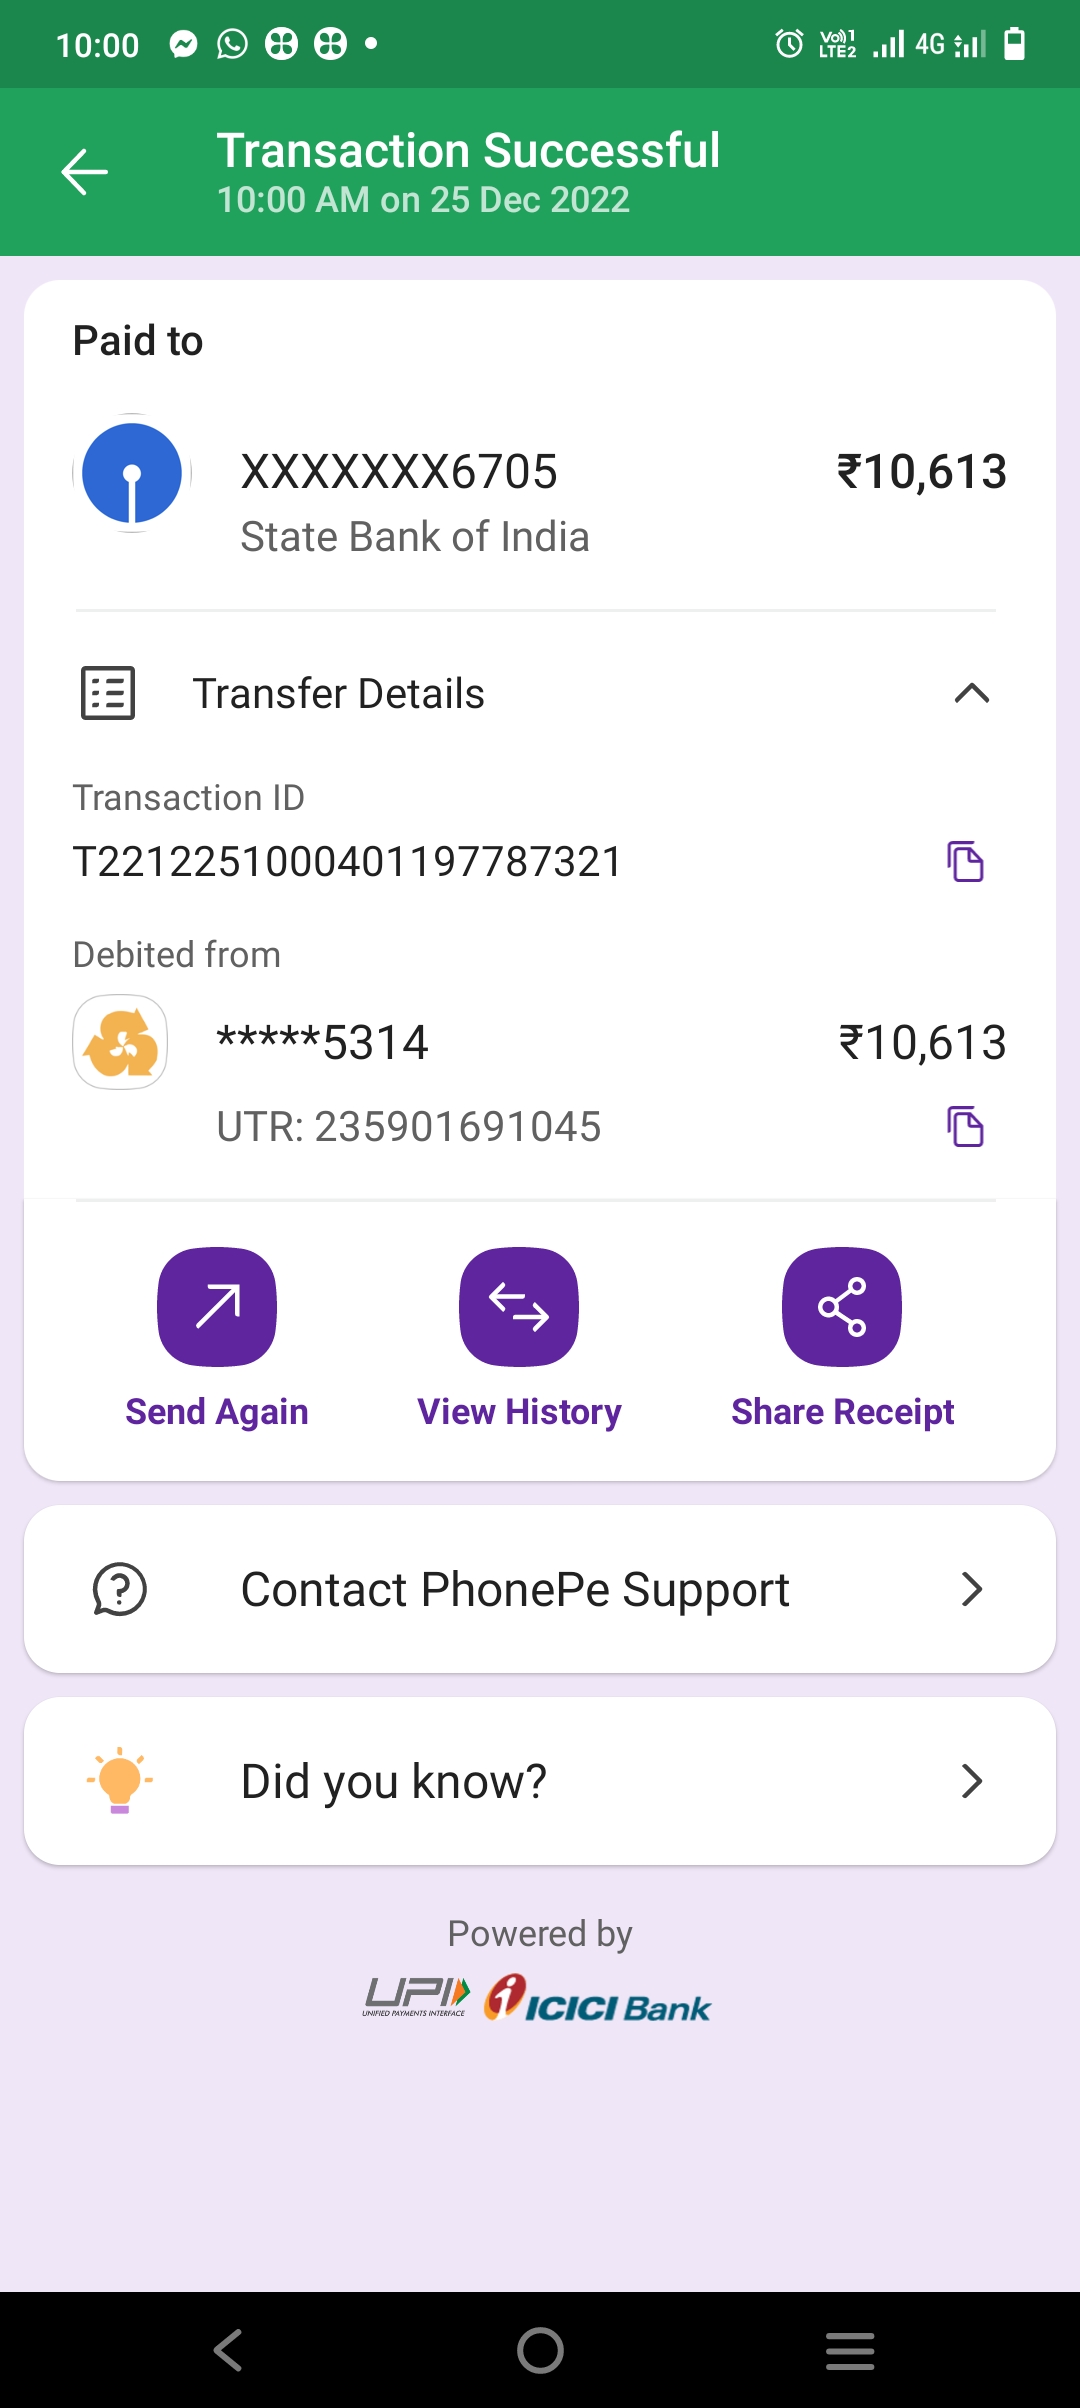 10:00
Vo))1 LTE2 4G
Transaction Successful
10:00 AM on 25 Dec 2022
Paid to
XXXXXXX6705 ₹10,613
State Bank of India
Transfer Details
Transaction ID
T2212251000401197787321
Debited from
*****5314 ₹10,613
UTR: 235901691045
Send Again View History Share Receipt
Contact PhonePe Support
Did you know?
Powered by
UPI ICICI Bank
UNIFIED PAYMENTS INTERFACE